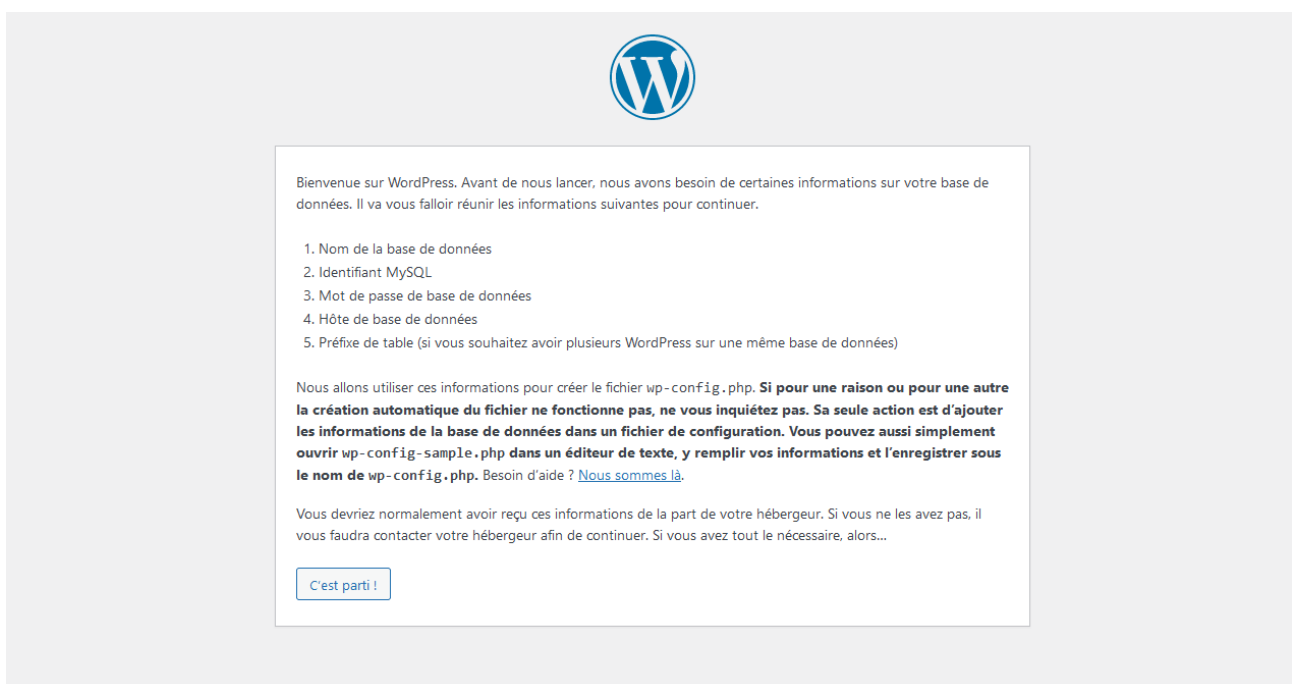 Bienvenue sur WordPress. Avant de nous lancer, nous avons besoin de certaines informations sur votre base de
données. Il va vous falloir réunir les informations suivantes pour continuer.
1. Nom de la base de données
2. Identifiant MySQL
3. Mot de passe de base de données
4. Hôte de base de données
5. Préfixe de table (si vous souhaitez avoir plusieurs WordPress sur une même base de données)
Nous allons utiliser ces informations pour créer le fichier wp-config.php. Si pour une raison ou pour une autre
la création automatique du fichier ne fonctionne pas, ne vous inquiétez pas. Sa seule action est d’ajouter
les informations de la base de données dans un fichier de configuration. Vous pouvez aussi simplement
ouvrir wp-config-sample.php dans un éditeur de texte, y remplir vos informations et l’enregistrer sous
le nom de wp-config.php. Besoin d’aide ? Nous sommes là.
Vous devriez normalement avoir reçu ces informations de la part de votre hébergeur. Si vous ne les avez pas, il
vous faudra contacter votre hébergeur afin de continuer. Si vous avez tout le nécessaire, alors…
C’est parti !